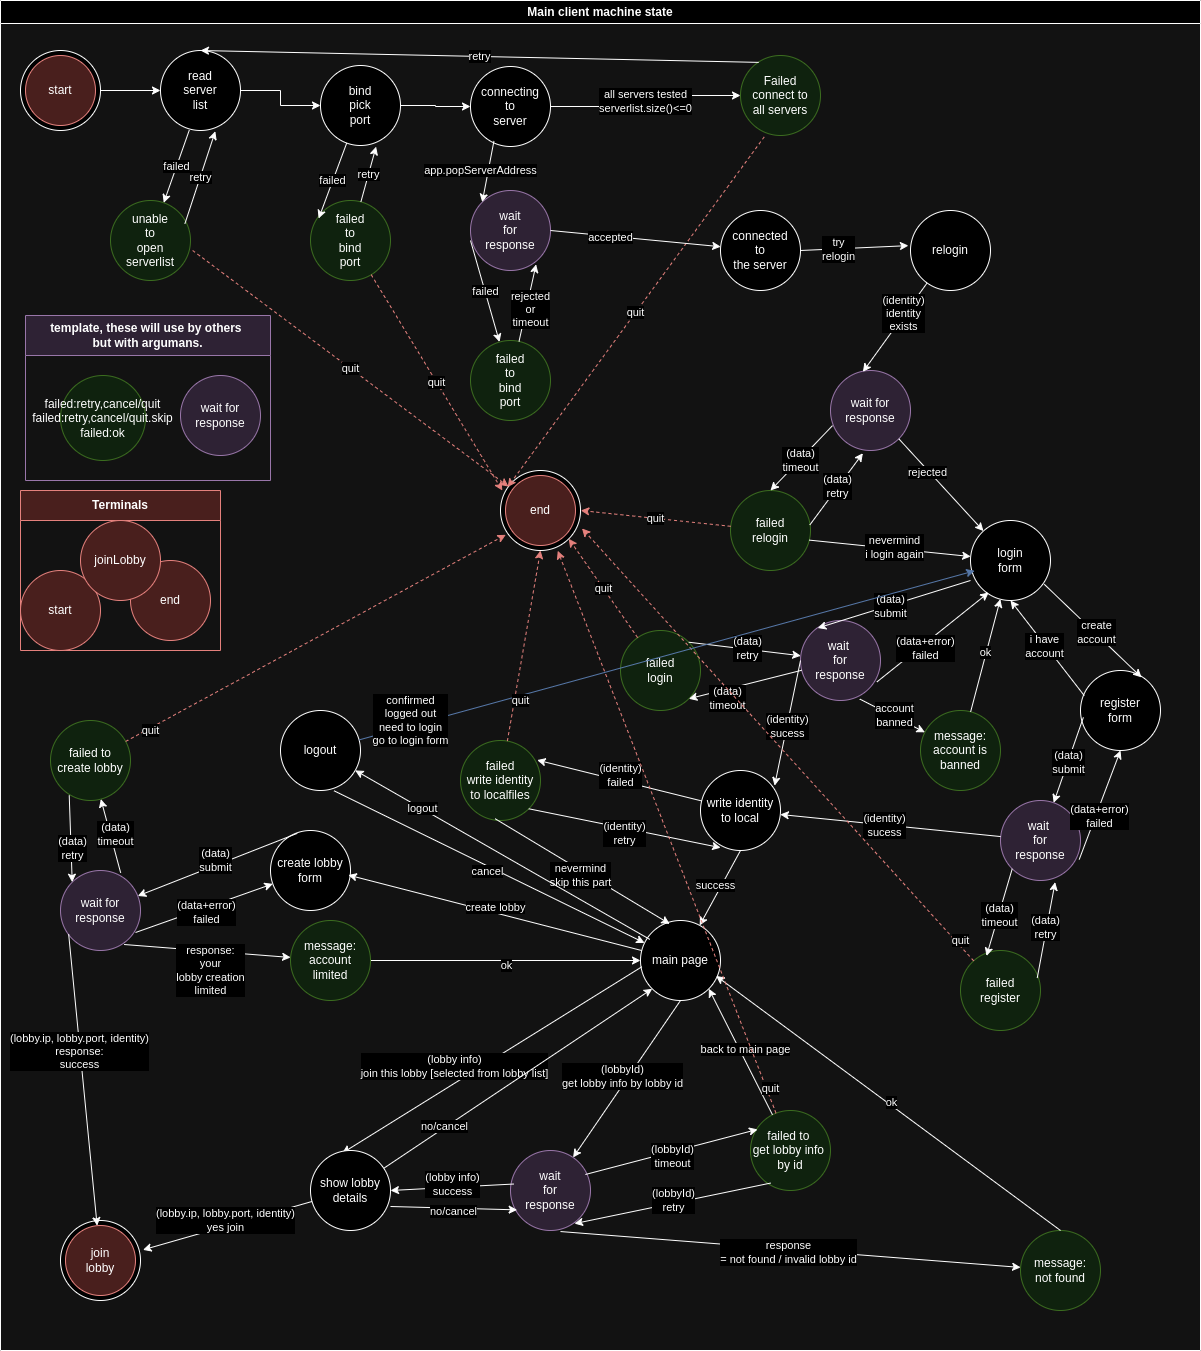 Main client machine state
start
read
server
list
bind
pick
port
connecting
to
server
all servers tested
serverlist.size()<=0
Failed
connect to
all servers
retry
failed
retry
failed
retry
app.popServerAddress
unable
to
open
serverlist
failed
to
bind
port
wait
for
response
accepted
connected
to
the server
try
relogin
relogin
failed
rejected
or
timeout
(identity)
identity
exists
quit
template, these will use by others
but with argumans.
failed:retry,cancel/quit
failed:retry,cancel/quit.skip
failed:ok
wait for
response
quit
quit
failed
to
bind
port
wait for
response
(data)
timeout
(data)
retry
rejected
Terminals
joinLobby
start
end
end
quit
failed
relogin
nevermind
i login again
login
form
quit
(data)
submit
create
account
i have
account
(data+error)
failed
ok
failed
login
(data)
retry
(data)
timeout
wait
for
response
account
banned
message:
account is
banned
register
form
quit
confirmed
logged out
need to login
go to login form
quit
(identity)
sucess
(data)
submit
failed to
create lobby
logout
failed
write identity
to localfiles
(identity)
failed
(identity)
retry
write identity
to local
(identity)
sucess
wait
for
response
(data+error)
failed
(data)
retry
(data)
timeout
logout
cancel
nevermind
skip this part
success
(data)
submit
create lobby
form
create lobby
wait for
response
(data+error)
failed
(data)
timeout
(data)
retry
quit
response:
your
lobby creation
limited
message:
account
limited
ok
main page
failed
register
(lobby.ip, lobby.port, identity)
response:
success
(lobby info)
join this lobby [selected from lobby list]
(lobbyId)
get lobby info by lobby id
back to main page
quit
ok
no/cancel
failed to
get lobby info
by id
(lobbyId)
timeout
(lobbyId)
retry
show lobby
details
(lobby info)
success
no/cancel
wait
for
response
(lobby.ip, lobby.port, identity)
yes join
join
lobby
response
= not found / invalid lobby id
message:
not found